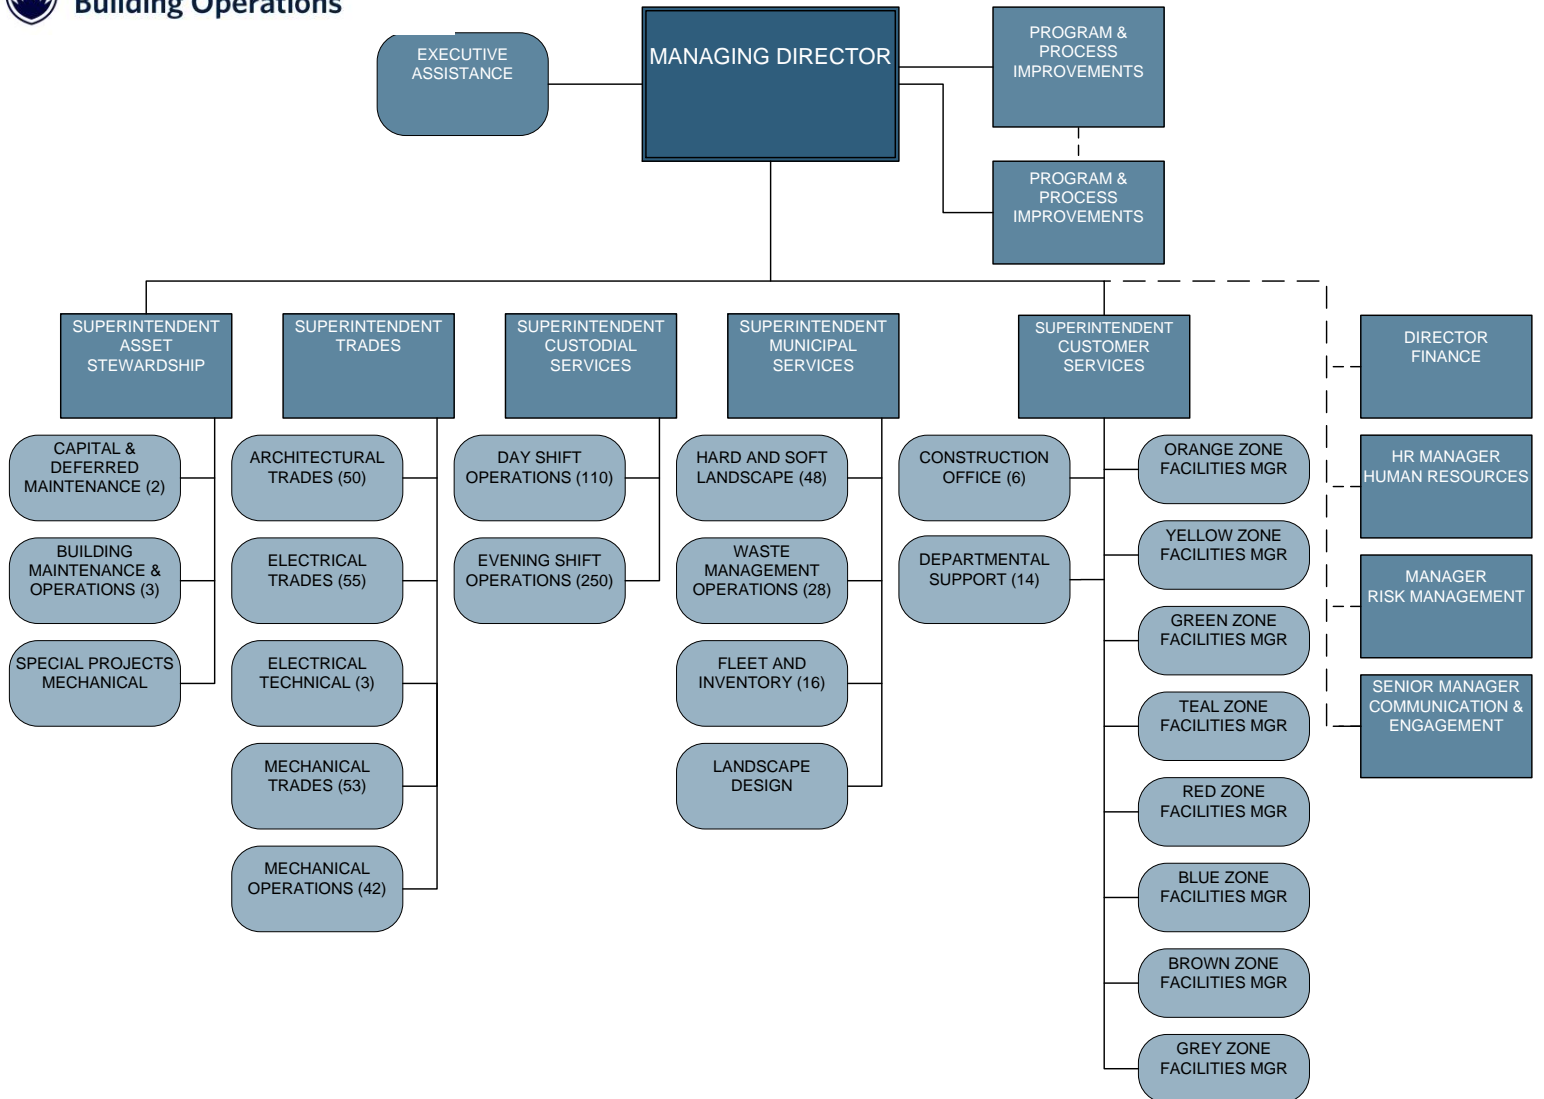 Building Operations
EXECUTIVE
ASSISTANCE
MANAGING DIRECTOR
PROGRAM &
PROCESS
IMPROVEMENTS
PROGRAM &
PROCESS
IMPROVEMENTS
SUPERINTENDENT
ASSET
STEWARDSHIP
SUPERINTENDENT
TRADES
SUPERINTENDENT
CUSTODIAL
SERVICES
SUPERINTENDENT
MUNICIPAL
SERVICES
SUPERINTENDENT
CUSTOMER
SERVICES
DIRECTOR
FINANCE
HR MANAGER
HUMAN RESOURCES
MANAGER
RISK MANAGEMENT
SENIOR MANAGER
COMMUNICATION &
ENGAGEMENT
CAPITAL &
DEFERRED
MAINTENANCE (2)
BUILDING
MAINTENANCE &
OPERATIONS (3)
SPECIAL PROJECTS
MECHANICAL
ARCHITECTURAL
TRADES (50)
ELECTRICAL
TRADES (55)
ELECTRICAL
TECHNICAL (3)
MECHANICAL
TRADES (53)
MECHANICAL
OPERATIONS (42)
DAY SHIFT
OPERATIONS (110)
EVENING SHIFT
OPERATIONS (250)
HARD AND SOFT
LANDSCAPE (48)
WASTE
MANAGEMENT
OPERATIONS (28)
FLEET AND
INVENTORY (16)
LANDSCAPE
DESIGN
CONSTRUCTION
OFFICE (6)
DEPARTMENTAL
SUPPORT (14)
ORANGE ZONE
FACILITIES MGR
YELLOW ZONE
FACILITIES MGR
GREEN ZONE
FACILITIES MGR
TEAL ZONE
FACILITIES MGR
RED ZONE
FACILITIES MGR
BLUE ZONE
FACILITIES MGR
BROWN ZONE
FACILITIES MGR
GREY ZONE
FACILITIES MGR